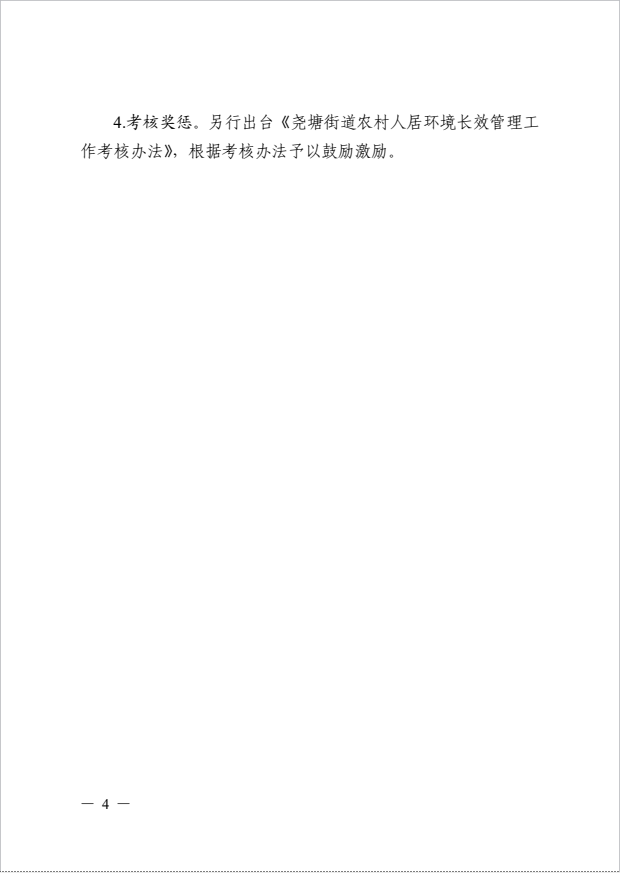 4.考核奖惩。另行出台《尧塘街道农村人居环境长效管理工
作考核办法》，根据考核办法予以鼓励激励。
— 4 —